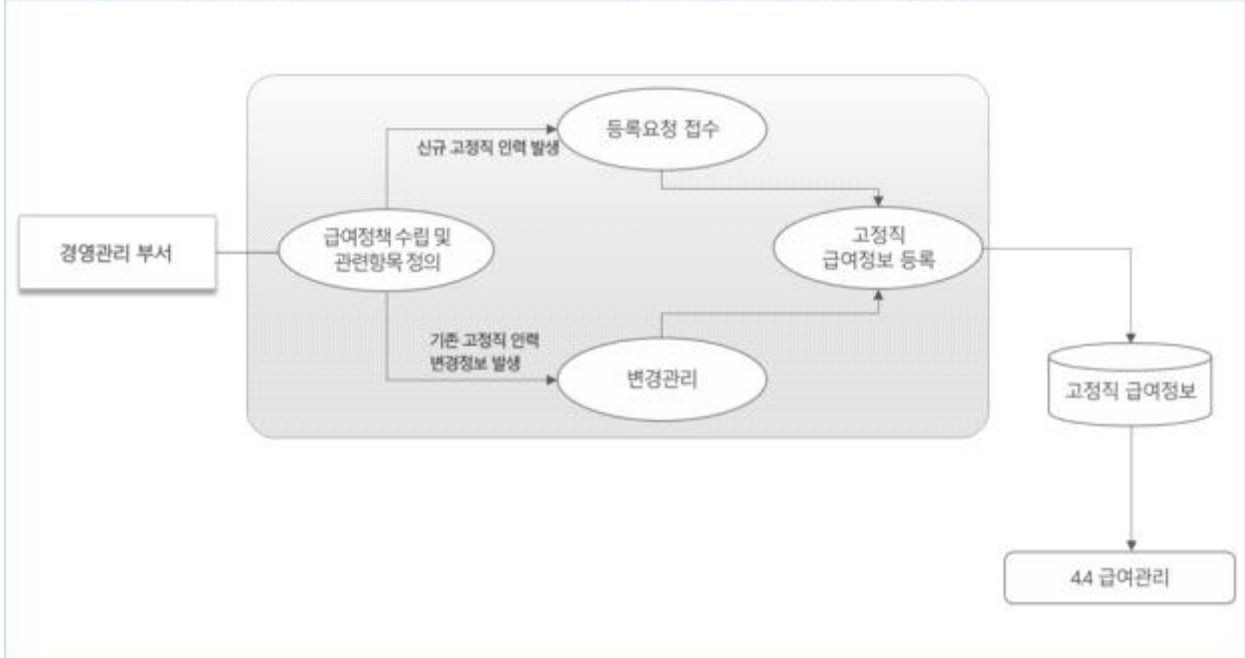 등록요청 접수
신규 고정직 인력 발생
경영관리 부서
급여정책 수립 및
관련항목 정의
고정직
급여정보 등록
기존 고정직 인력
변경정보 발생
변경관리
고정직 급여정보
4.4 급여관리